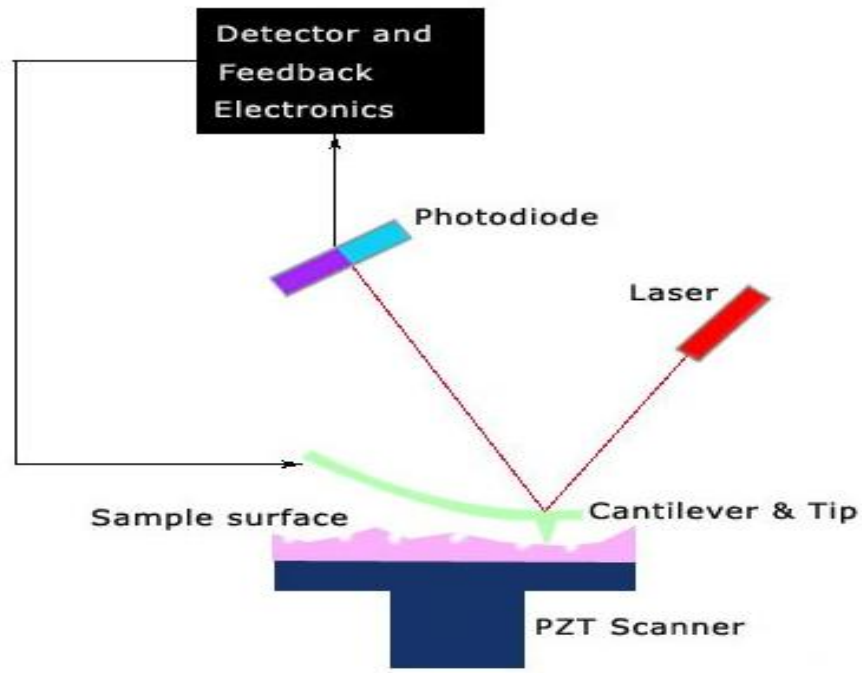 Detector and
Feedback
Electronics
Photodiode
Laser
Cantilever & Tip
Sample surface
PZT Scanner